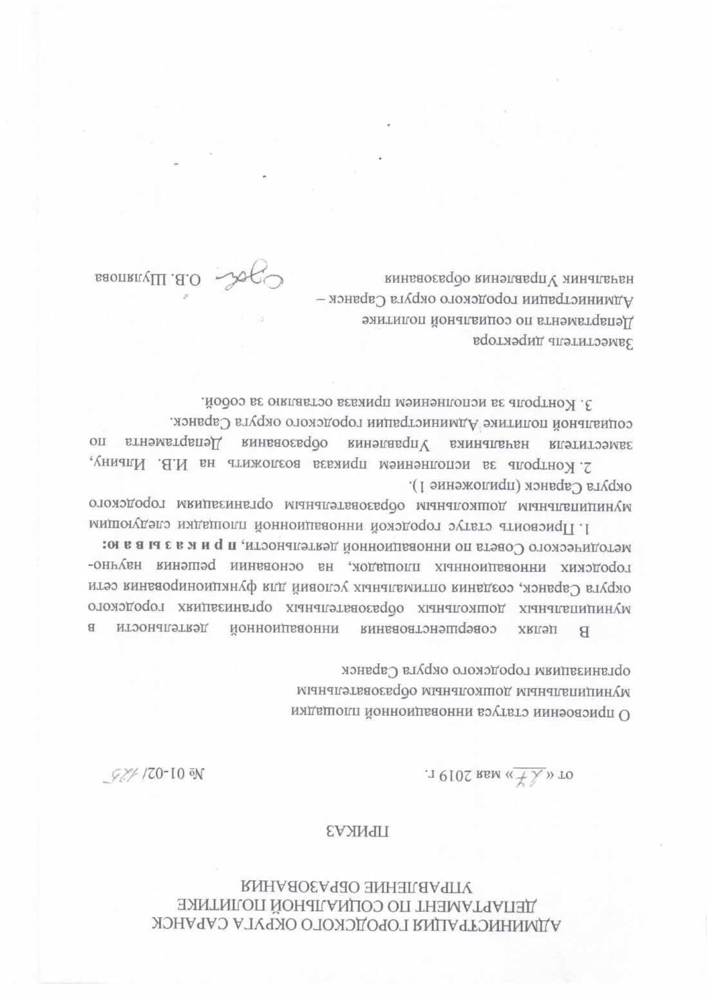 АДМИНИСТРАЦИЯ ГОРОДСКОГО ОКРУГА САРАНСК
ДЕПАРТАМЕНТ ПО СОЦИАЛЬНОЙ ПОЛИТИКЕ
УПРАВЛЕНИЕ ОБРАЗОВАНИЯ
ПРИКАЗ
от «27» мая 2019 г. № 01-02/125
О присвоении статуса инновационной площадки
муниципальным дошкольным образовательным
организациям городского округа Саранск
В целях совершенствования инновационной деятельности в
муниципальных дошкольных образовательных организациях городского
округа Саранск, создания оптимальных условий для функционирования сети
городских инновационных площадок, на основании решения научно-
методического Совета по инновационной деятельности, п р и к а з ы в а ю:
1. Присвоить статус городской инновационной площадки следующим
муниципальным дошкольным образовательным организациям городского
округа Саранск (приложение 1).
2. Контроль за исполнением приказа возложить на И.В. Ильину,
заместителя начальника Управления образования Департамента по
социальной политике Администрации городского округа Саранск.
3. Контроль за исполнением приказа оставляю за собой.
Заместитель директора
Департамента по социальной политике
Администрации городского округа Саранск –
начальник Управления образования О.В. Шуляпова